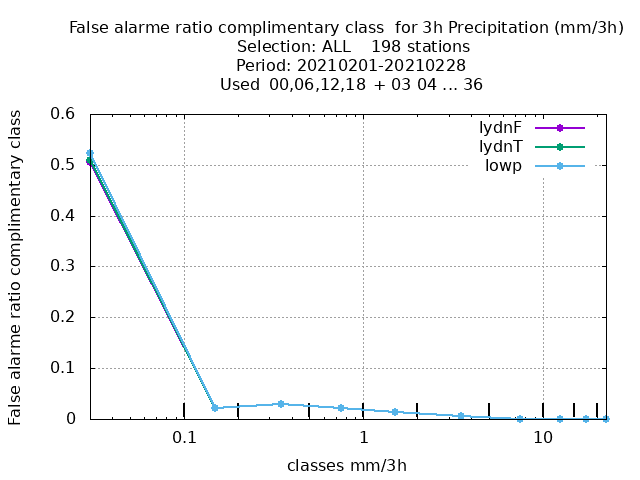 False alarme ratio complimentary class  for 3h Precipitation (mm/3h)
Selection: ALL    198 stations
Period: 20210201-20210228
Used  00,06,12,18  + 03 04 ... 36
False alarme ratio complimentary class
0.6
0.5
0.4
0.3
0.2
0.1
0
lydnF
lydnT
lowp
0.1
1
10
classes mm/3h